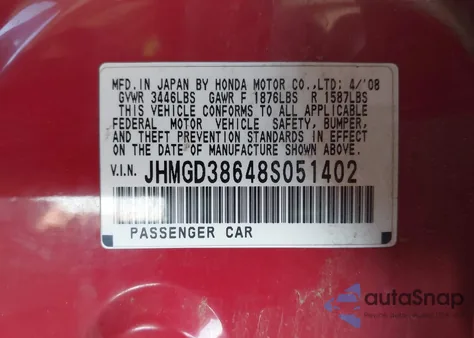 MFD. IN JAPAN BY HONDA MOTOR CO.,LTD: 4/'08
GVWR 3446LBS GAWR F 1876LBS R 1587LBS
THIS VEHICLE CONFORMS TO ALL APPLICABLE
FEDERAL MOTOR VEHICLE SAFETY, BUMPER,
AND THEFT PREVENTION STANDARDS IN EFFECT
ON THE DATE OF MANUFACTURE SHOWN ABOVE.
V.I.N. JHMGD38648S051402
PASSENGER CAR
autaSnap